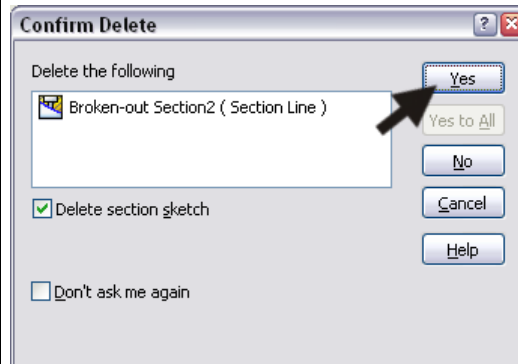 Confirm Delete
Delete the following
Broken-out Section2 ( Section Line )
Delete section sketch
Don't ask me again
Yes
Yes to All
No
Cancel
Help